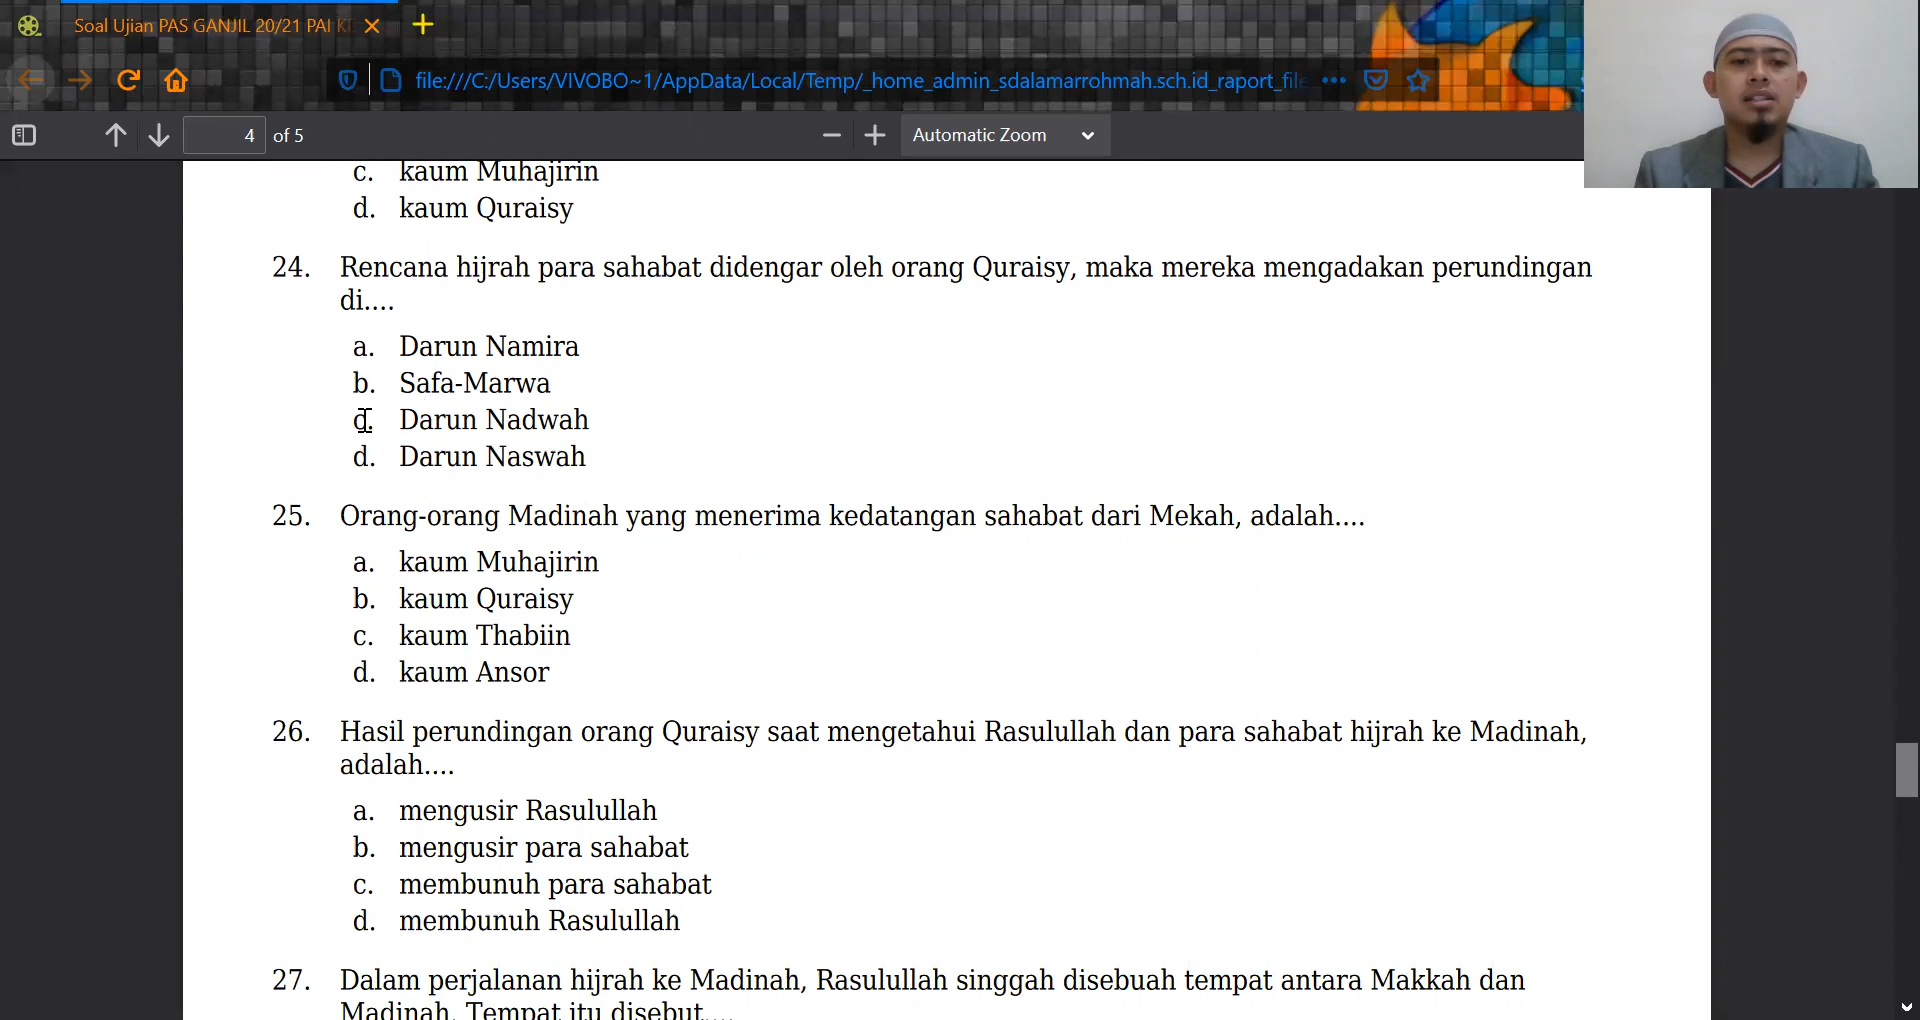 Soal Ujian PAS GANJIL 20/21 PAI
file:///C:/Users/VIVOBO~1/AppData/Local/Temp/_home_admin_sdalamarrohmah.sch.id_raport_file
4 of 5
Automatic Zoom
c. kaum Muhajirin
d. kaum Quraisy
24. Rencana hijrah para sahabat didengar oleh orang Quraisy, maka mereka mengadakan perundingan
di....
a. Darun Namira
b. Safa-Marwa
c. Darun Nadwah
d. Darun Naswah
25. Orang-orang Madinah yang menerima kedatangan sahabat dari Mekah, adalah....
a. kaum Muhajirin
b. kaum Quraisy
c. kaum Thabiin
d. kaum Ansor
26. Hasil perundingan orang Quraisy saat mengetahui Rasulullah dan para sahabat hijrah ke Madinah,
adalah....
a. mengusir Rasulullah
b. mengusir para sahabat
c. membunuh para sahabat
d. membunuh Rasulullah
27. Dalam perjalanan hijrah ke Madinah, Rasulullah singgah disebuah tempat antara Makkah dan
Madinah. Tempat itu disebut....